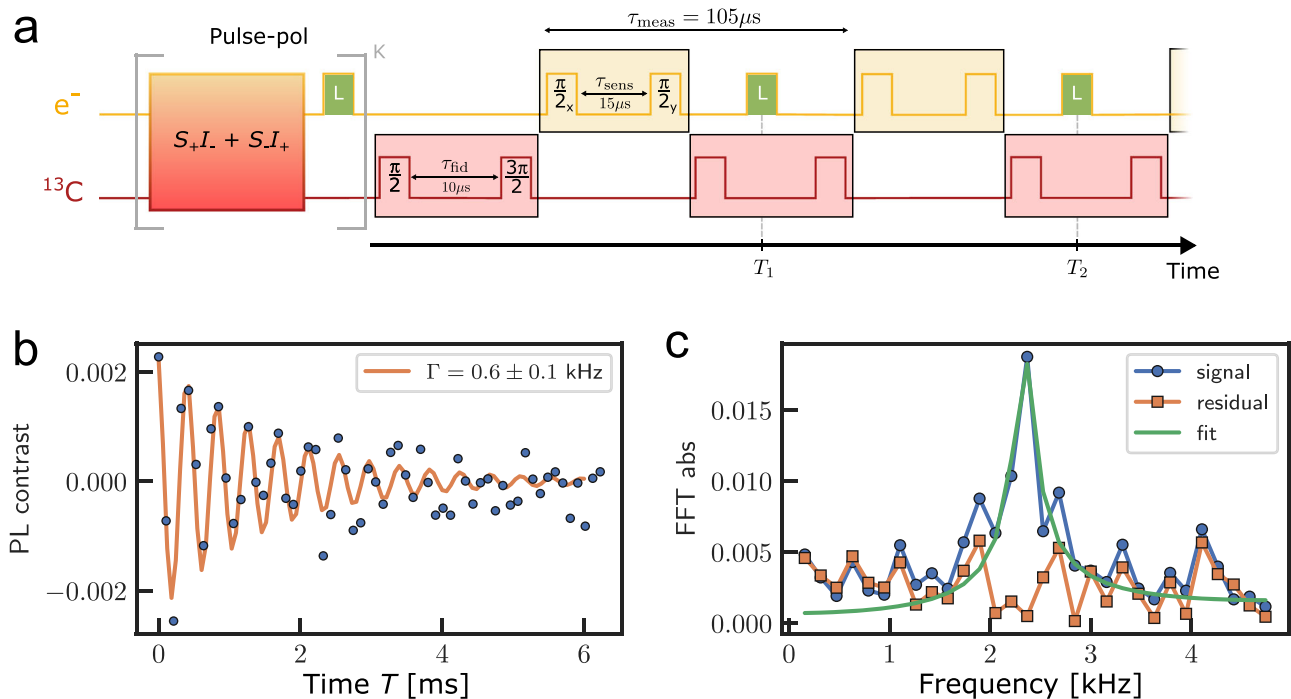 a
Pulse-pol
K
τmeas = 105μs
e⁻
S₊I₋ + S₋I₊
L
π/2 x
τsens
15μs
π/2 y
L
L
¹³C
π/2
τfid
10μs
3π/2
T₁
T₂
Time
b
Γ = 0.6 ± 0.1 kHz
PL contrast
0.002
0.000
−0.002
0
2
4
6
Time T [ms]
c
signal
residual
fit
FFT abs
0.015
0.010
0.005
0.000
0
1
2
3
4
Frequency [kHz]